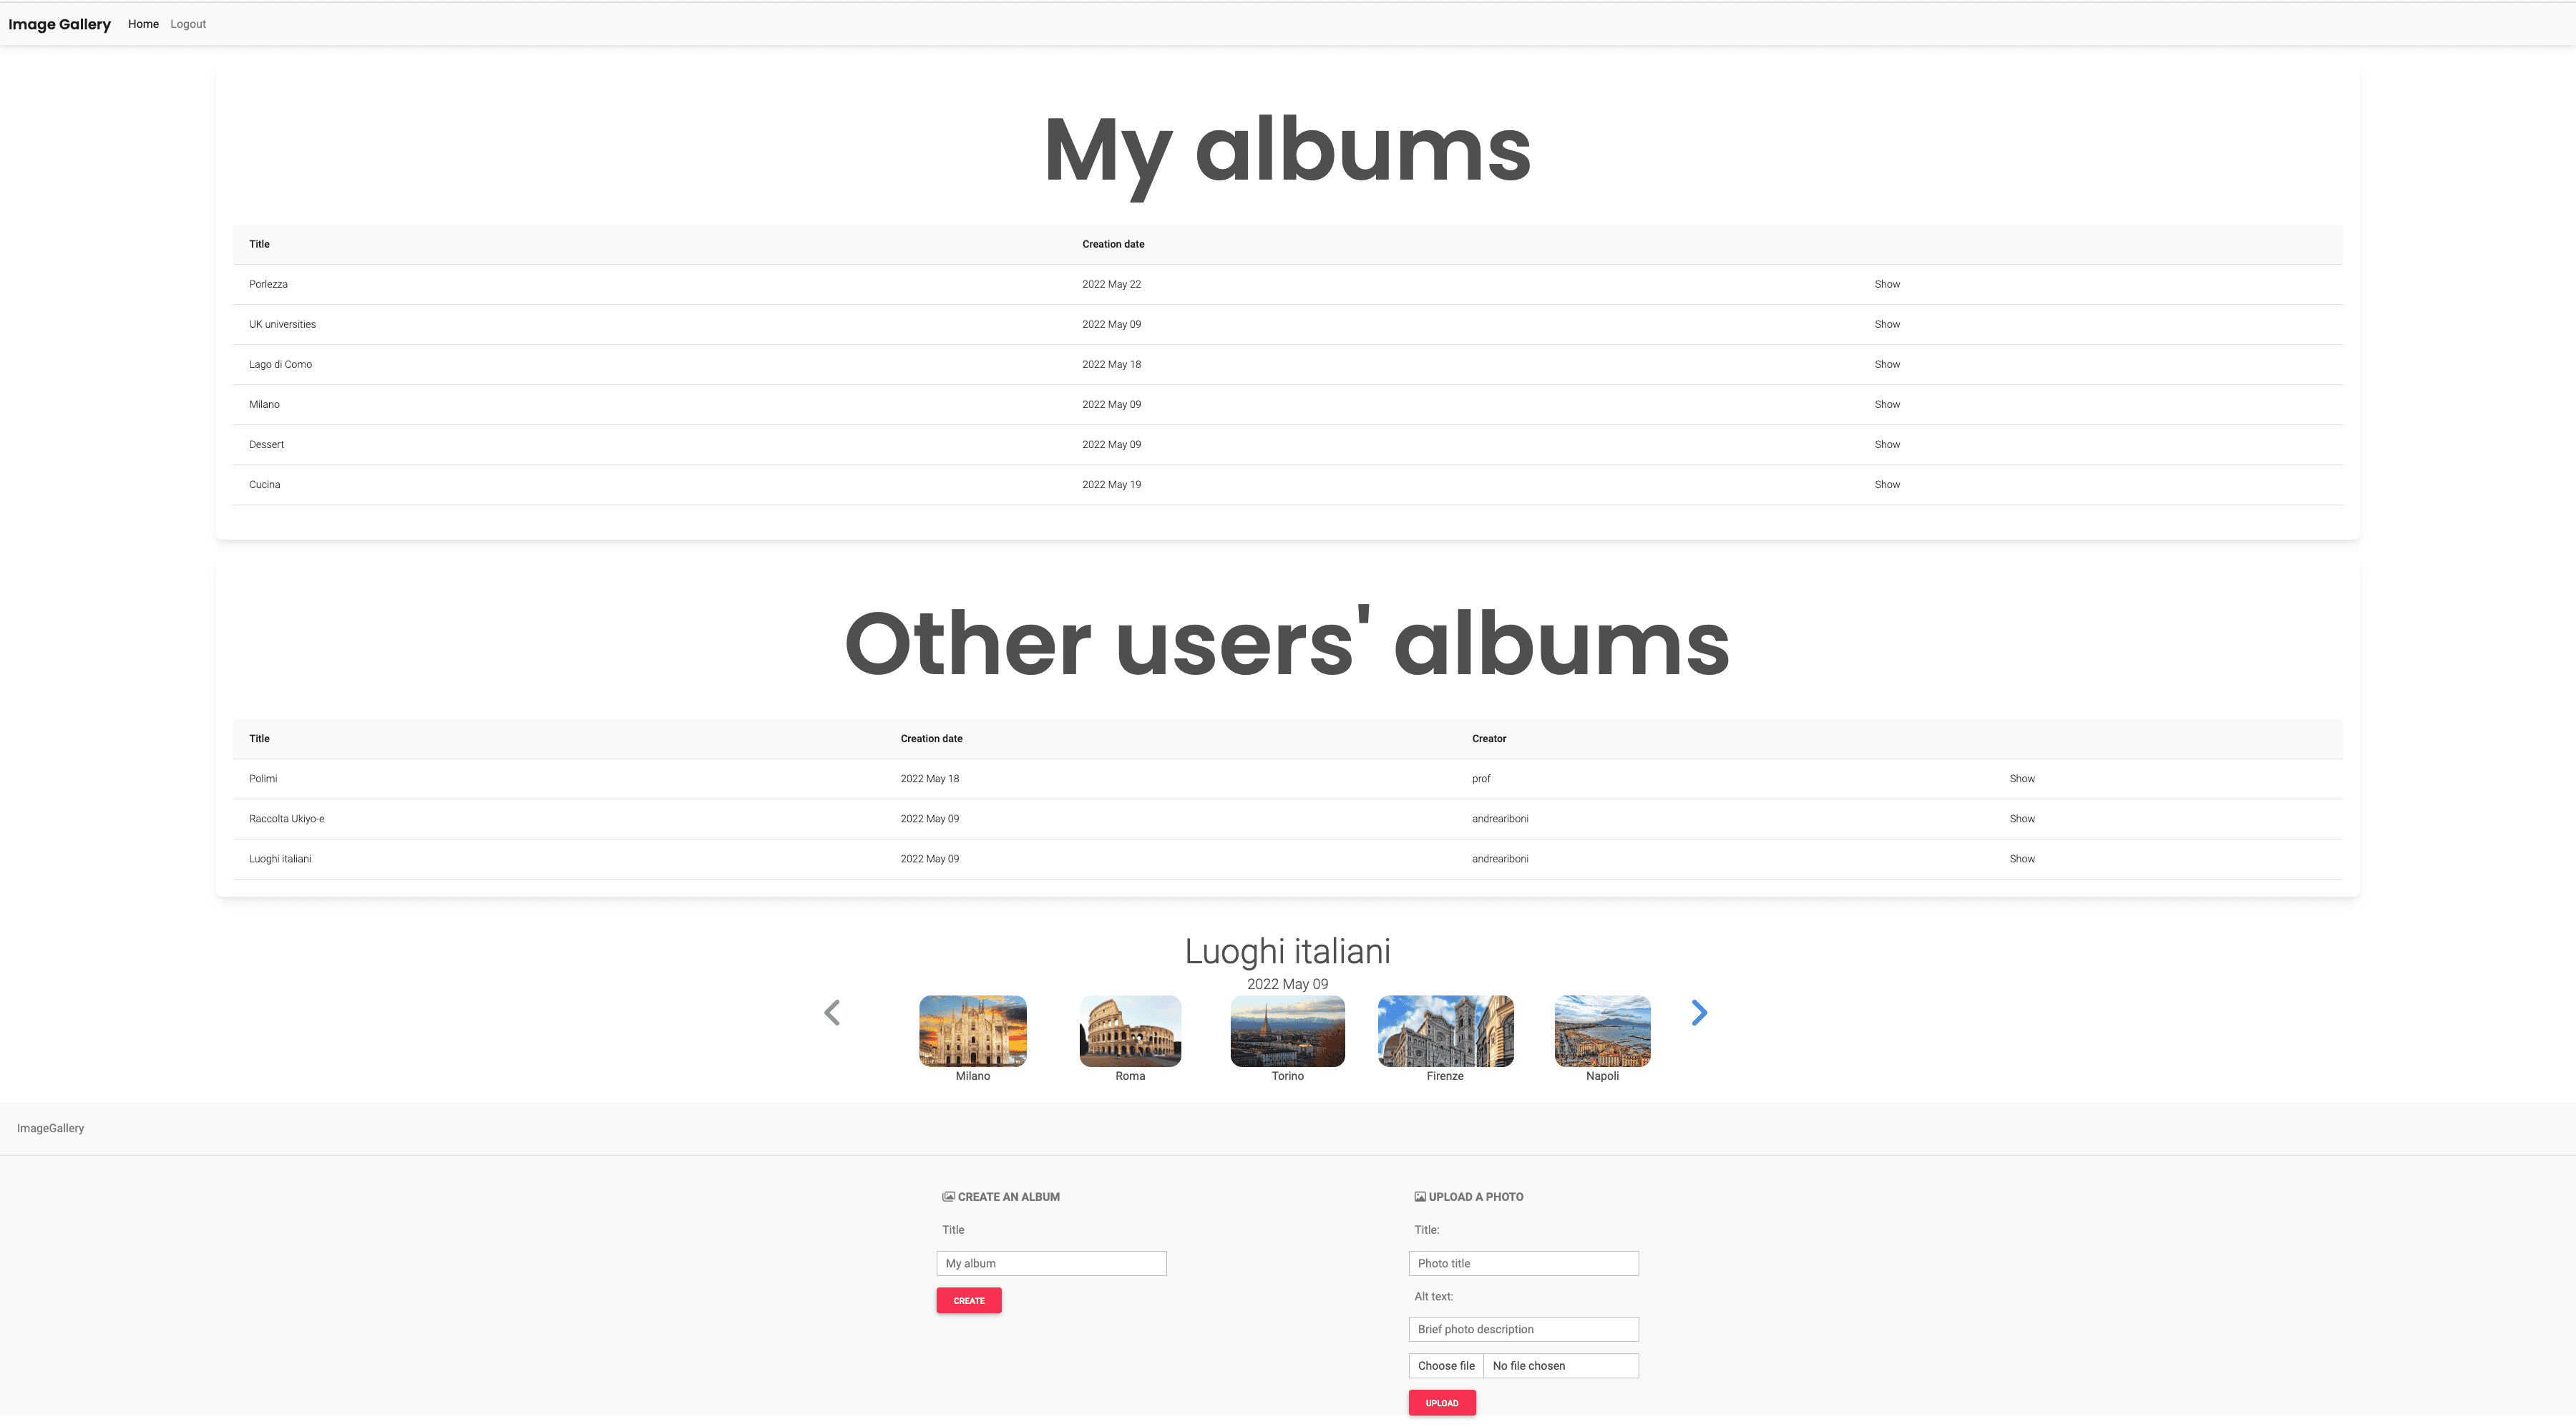 Image Gallery Home Logout
My albums
Title Creation date
Porlezza 2022 May 22 Show
UK universities 2022 May 09 Show
Lago di Como 2022 May 18 Show
Milano 2022 May 09 Show
Dessert 2022 May 09 Show
Cucina 2022 May 19 Show
Other users' albums
Title Creation date Creator
Polimi 2022 May 18 prof Show
Raccolta Ukiyo-e 2022 May 09 andreariboni Show
Luoghi italiani 2022 May 09 andreariboni Show
Luoghi italiani
2022 May 09
Milano Roma Torino Firenze Napoli
ImageGallery
CREATE AN ALBUM
Title
My album
CREATE
UPLOAD A PHOTO
Title:
Photo title
Alt text:
Brief photo description
Choose file No file chosen
UPLOAD